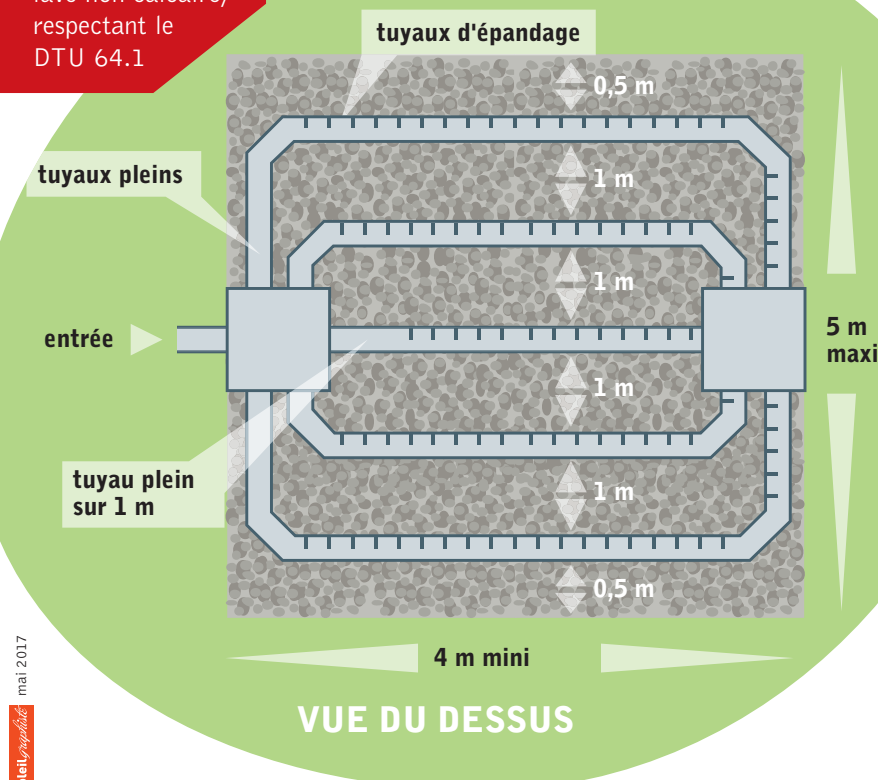 respectant le
DTU 64.1
tuyaux d'épandage
0,5 m
tuyaux pleins
1 m
1 m
entrée
5 m
maxi
1 m
tuyau plein
sur 1 m
1 m
0,5 m
4 m mini
VUE DU DESSUS
mai 2017
graphiste